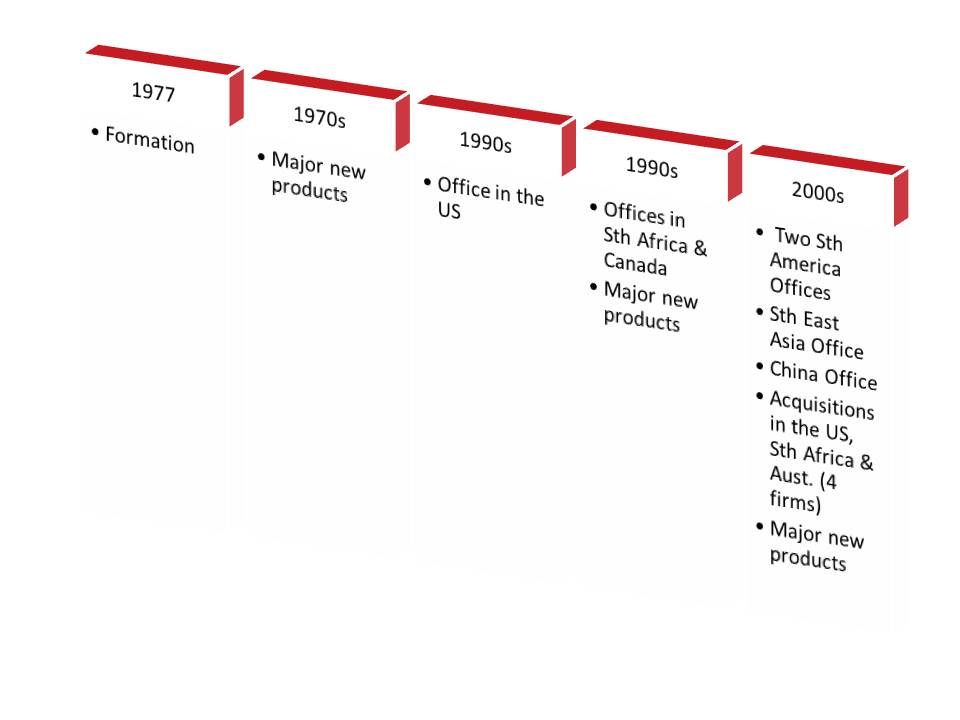 1977
• Formation
1970s
• Major new
products
1990s
• Office in the
US
1990s
• Offices in
Sth Africa &
Canada
• Major new
products
2000s
• Two Sth
America
Offices
• Sth East
Asia Office
• China Office
• Acquisitions
in the US,
Sth Africa &
Aust. (4
firms)
• Major new
products